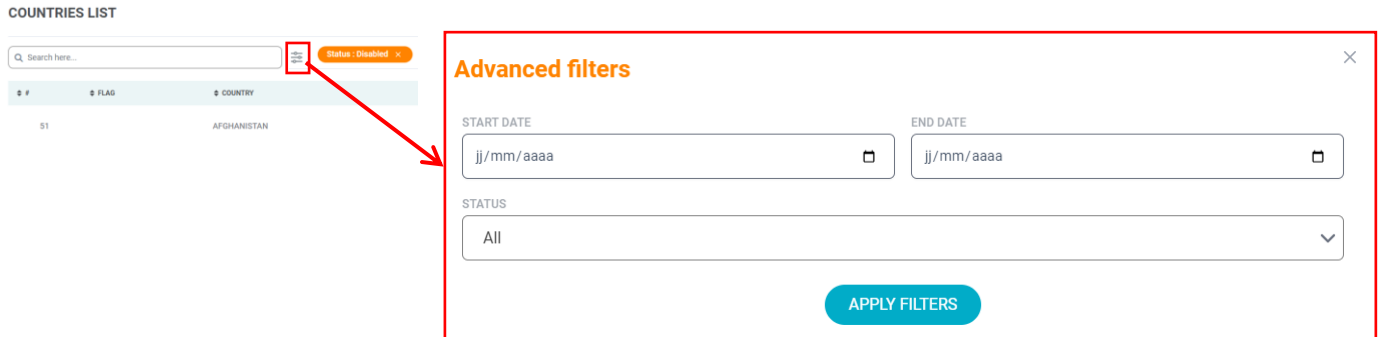 COUNTRIES LIST
Search here...
Status : Disabled ×
# FLAG COUNTRY
51 AFGHANISTAN
Advanced filters
START DATE END DATE
jj/mm/aaaa jj/mm/aaaa
STATUS
All
APPLY FILTERS